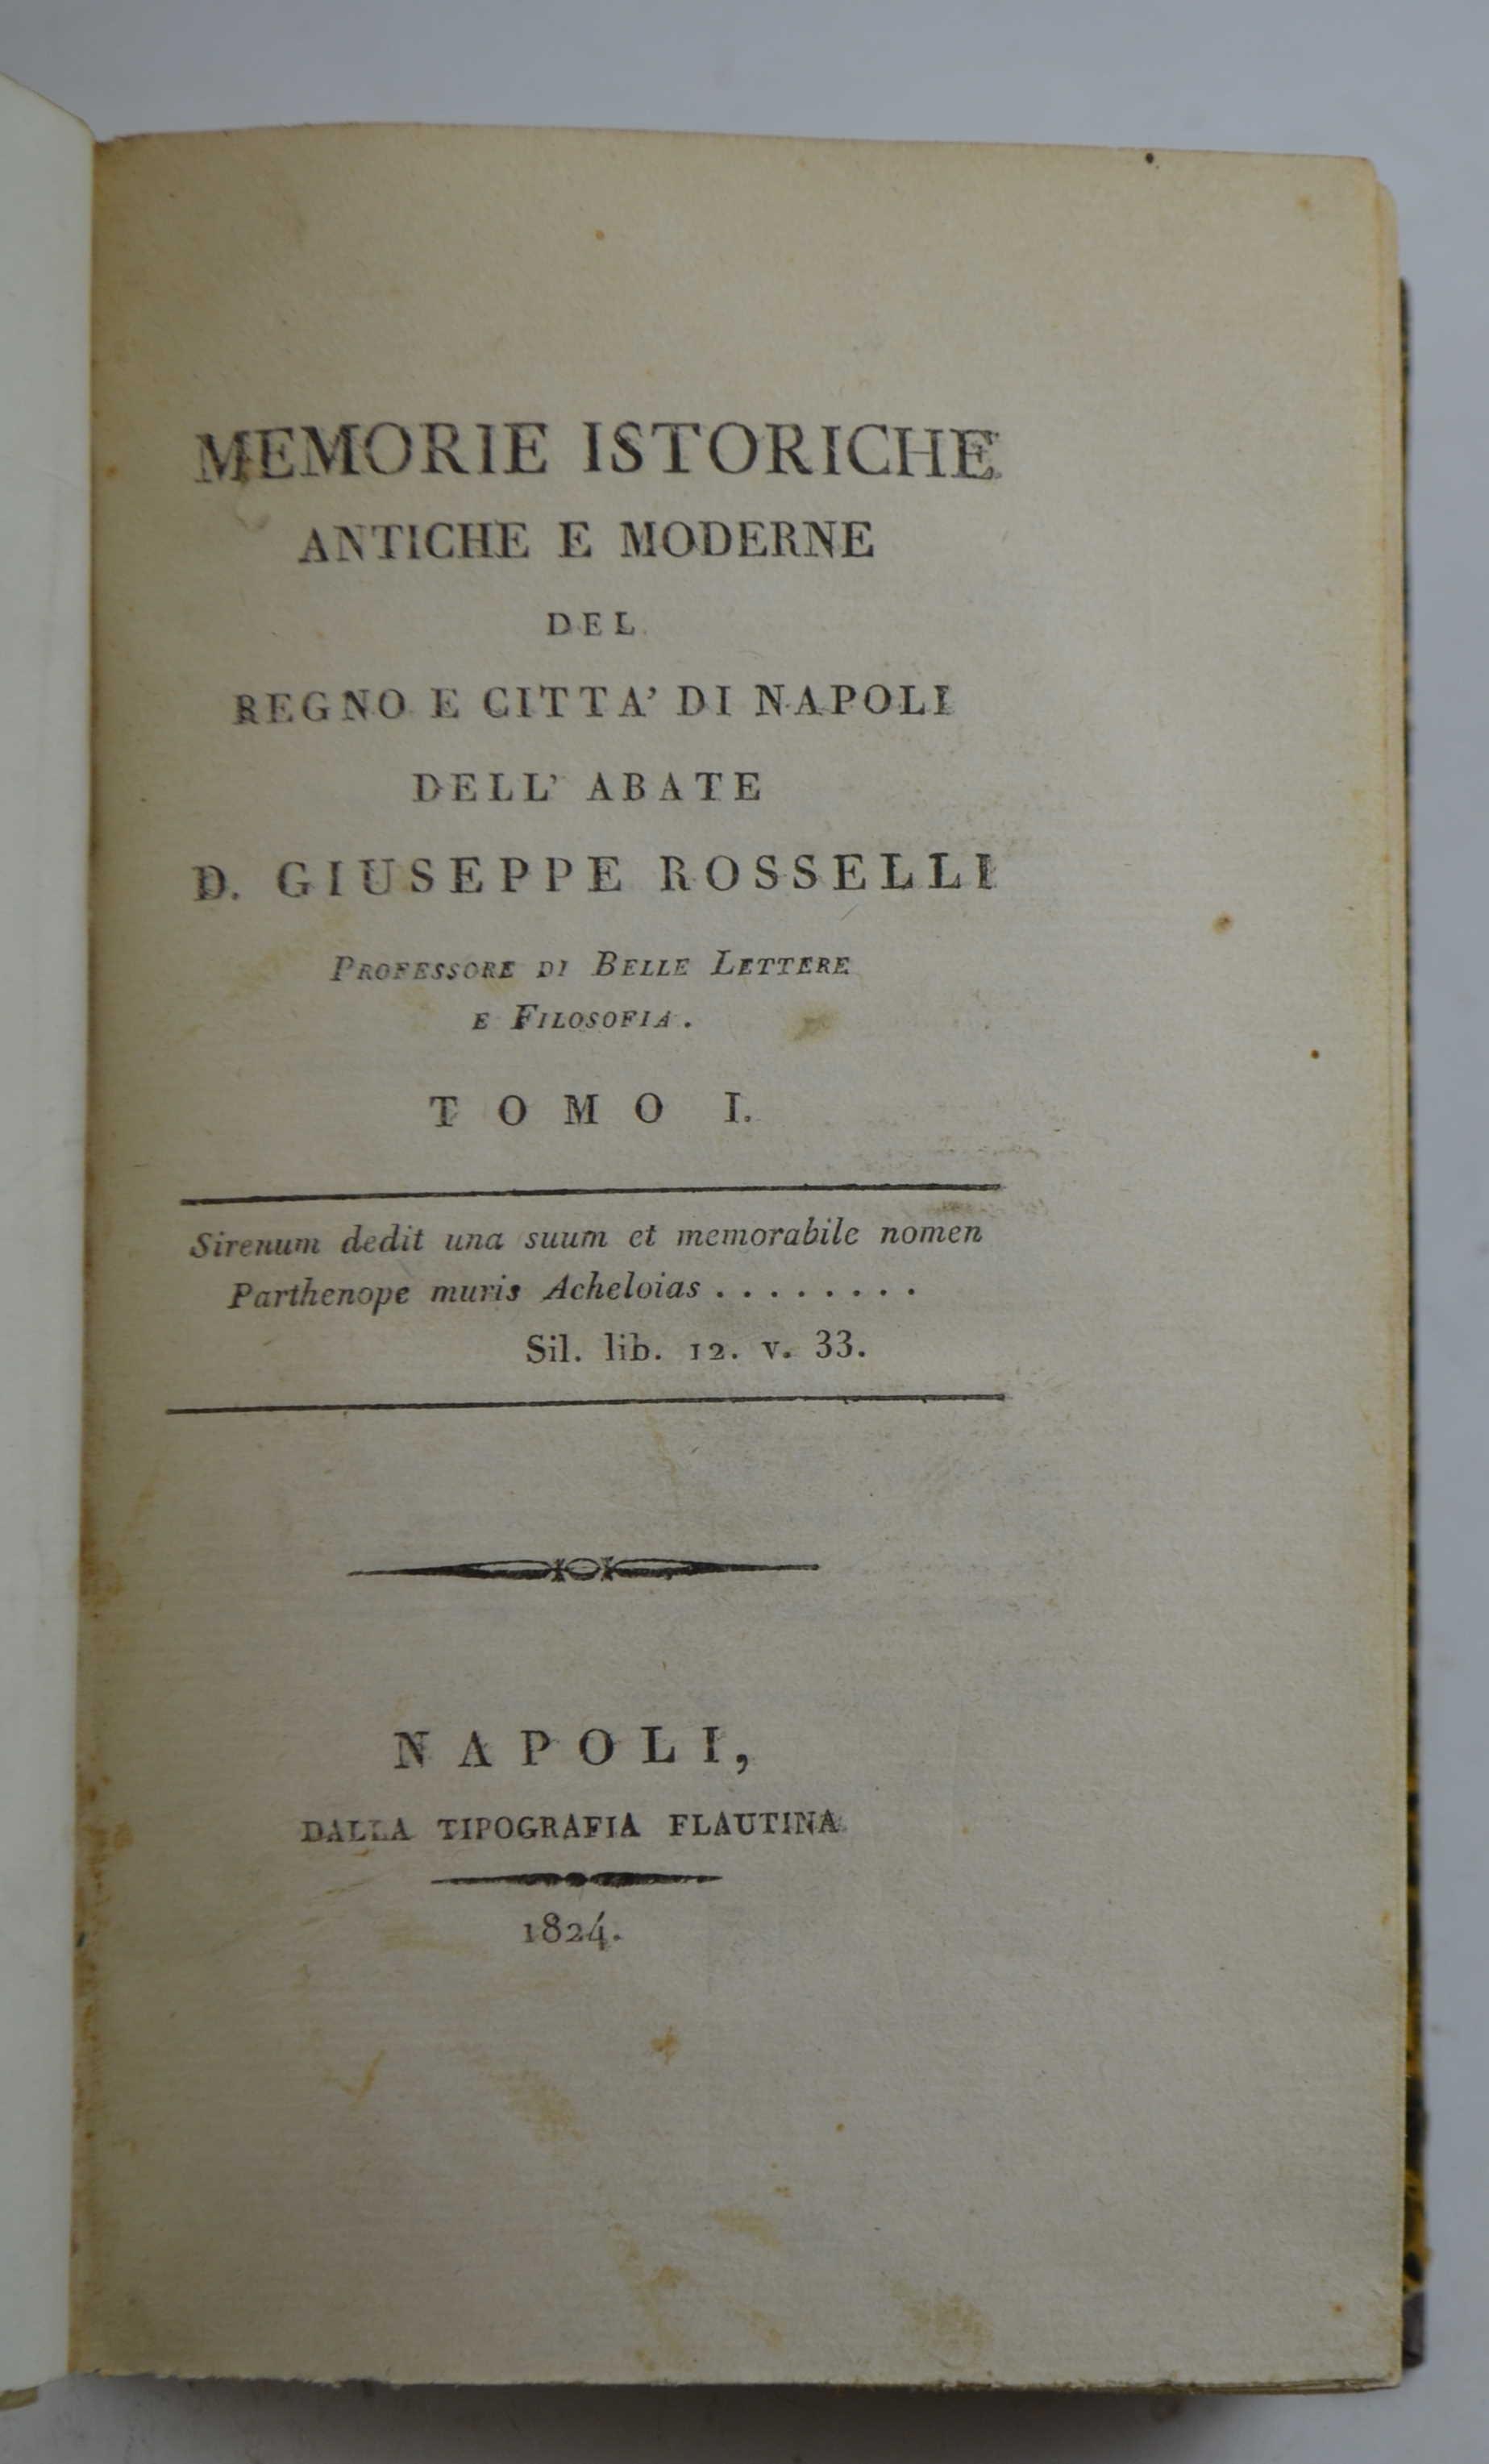 MEMORIE ISTORICHE
ANTICHE E MODERNE
DEL
REGNO E CITTA' DI NAPOLI
DELL' ABATE
D. GIUSEPPE ROSSELLI
PROFESSORE DI BELLE LETTERE
E FILOSOFIA.
TOMO I.
Sirenum dedit una suum et memorabile nomen
Parthenope muris Acheloias . . . . . . . .
Sil. lib. 12. v. 33.
NAPOLI,
DALLA TIPOGRAFIA FLAUTINA
1824.